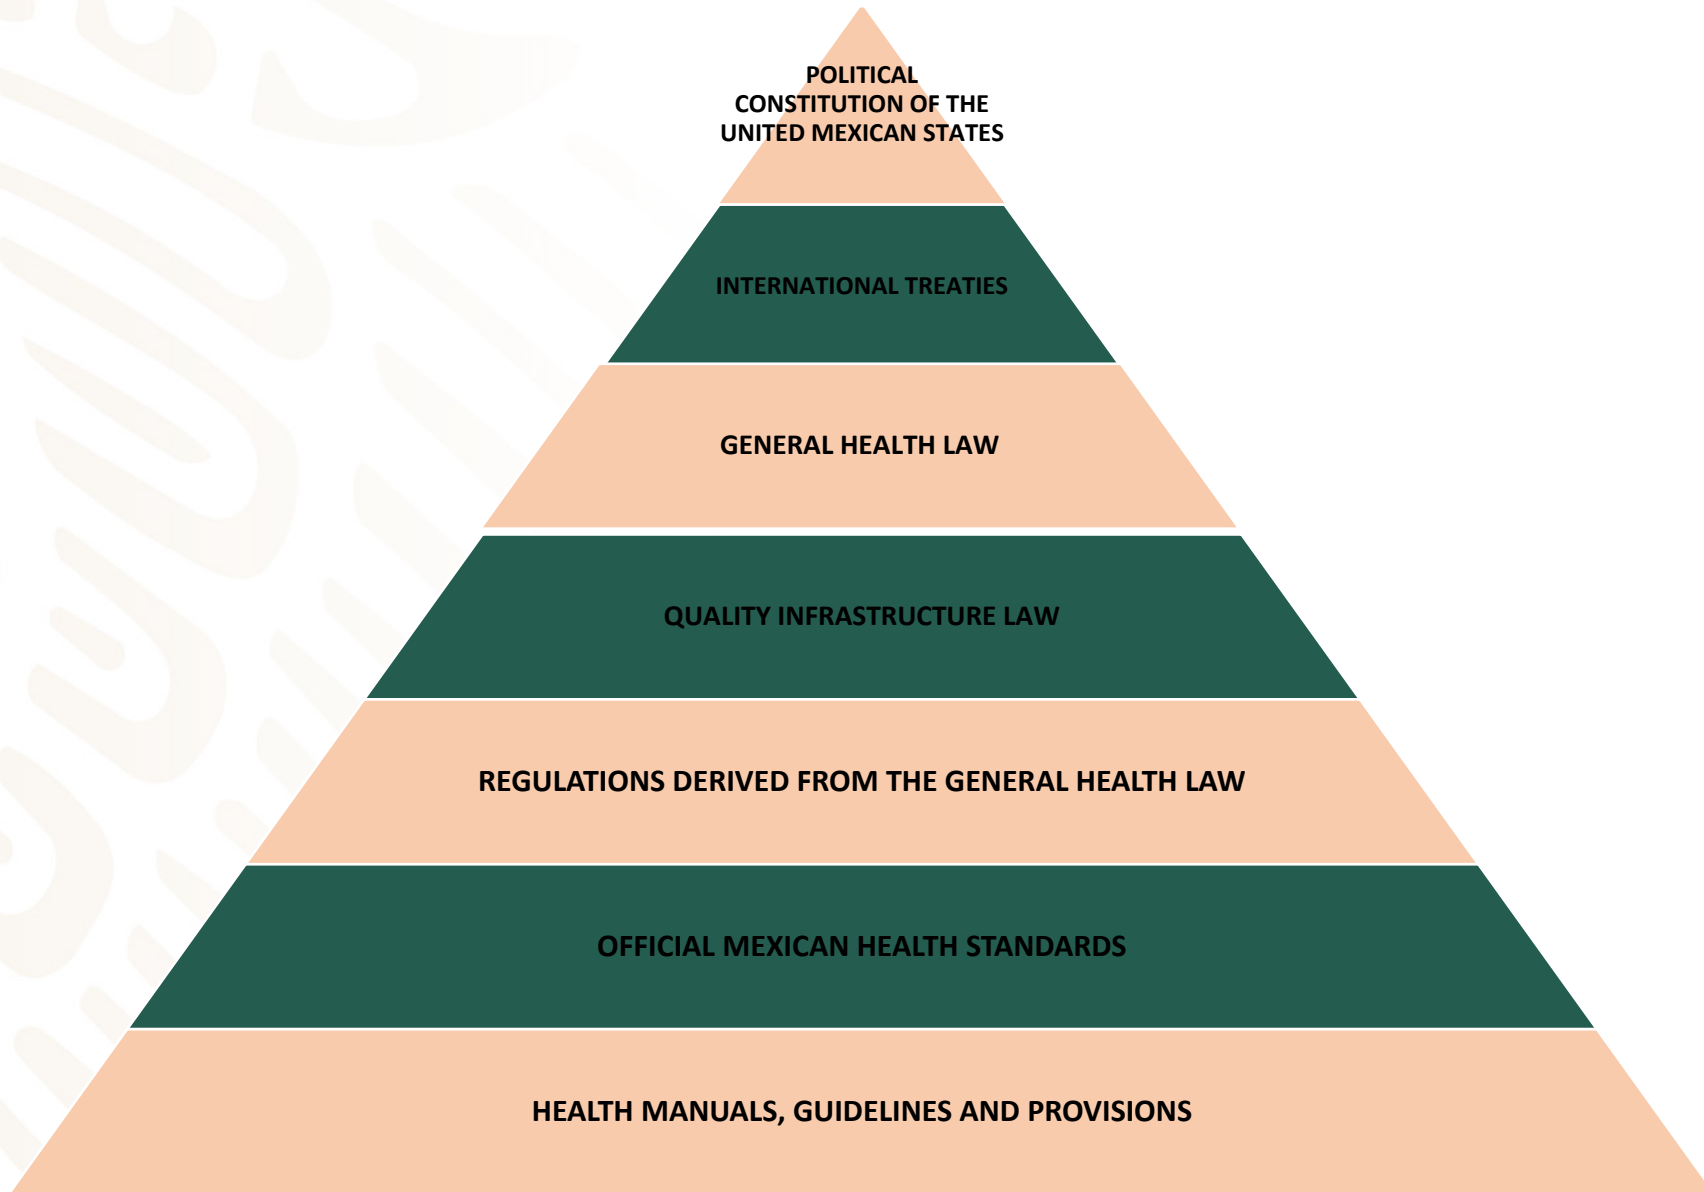 POLITICAL
CONSTITUTION OF THE
UNITED MEXICAN STATES
INTERNATIONAL TREATIES
GENERAL HEALTH LAW
QUALITY INFRASTRUCTURE LAW
REGULATIONS DERIVED FROM THE GENERAL HEALTH LAW
OFFICIAL MEXICAN HEALTH STANDARDS
HEALTH MANUALS, GUIDELINES AND PROVISIONS